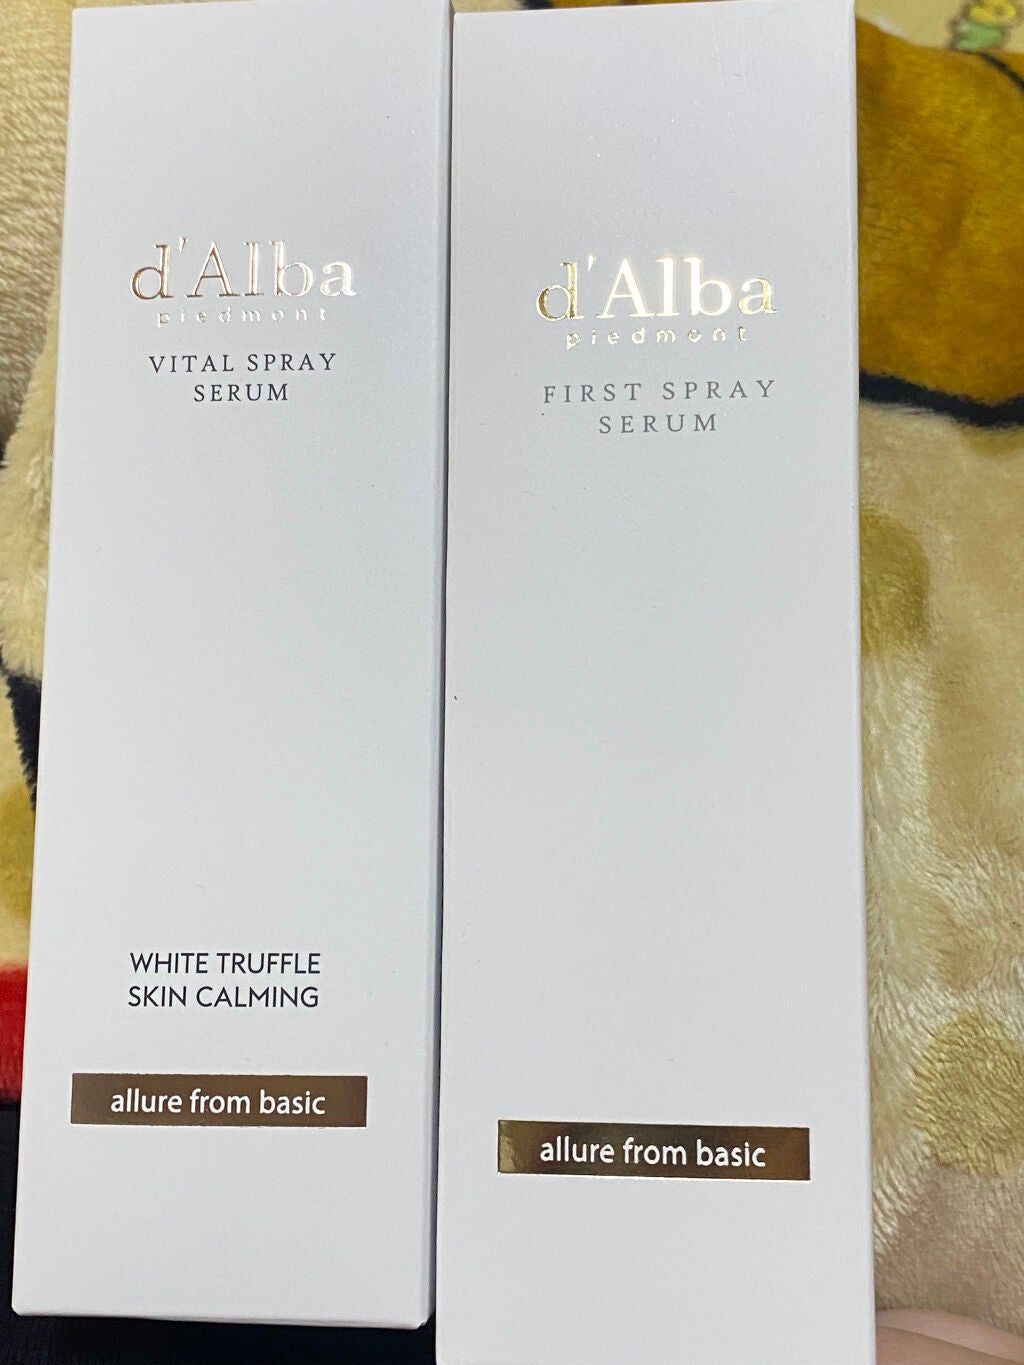 d'Alba
piedmont
VITAL SPRAY
SERUM
WHITE TRUFFLE
SKIN CALMING
allure from basic
d'Alba
piedmont
FIRST SPRAY
SERUM
allure from basic